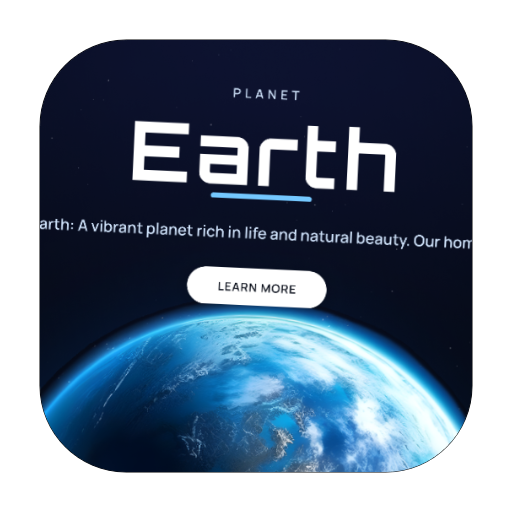 PLANET
Earth
arth: A vibrant planet rich in life and natural beauty. Our hom
LEARN MORE